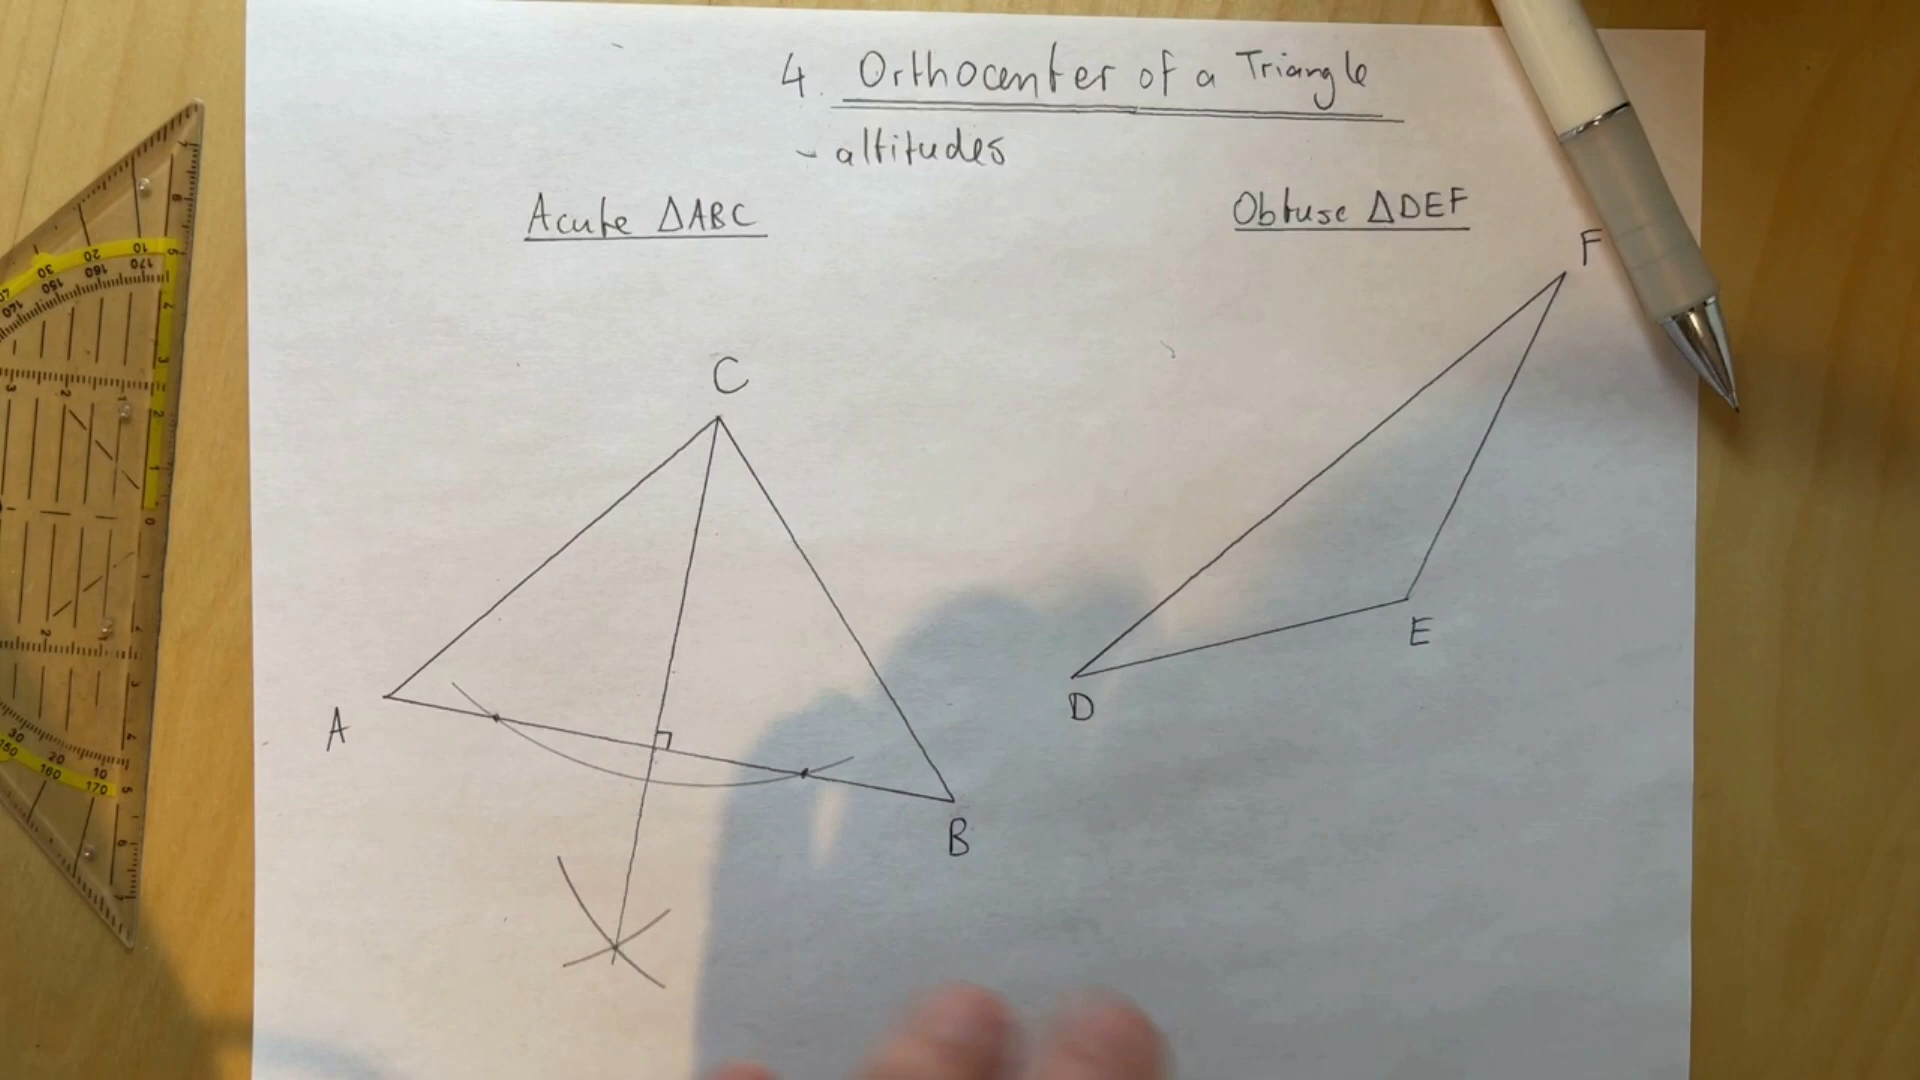 4. Orthocenter of a Triangle
- altitudes
Acute ΔABC
Obtuse ΔDEF
F
C
E
D
A
B